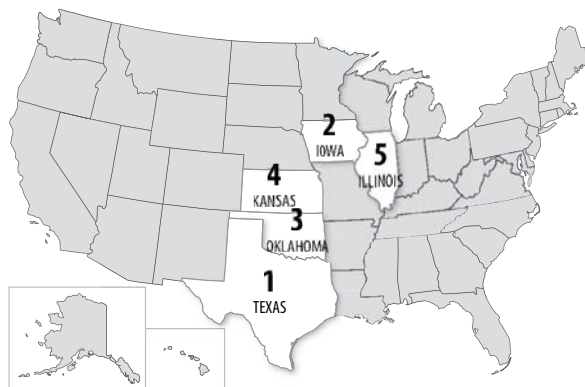 2
IOWA
5
ILLINOIS
4
KANSAS
3
OKLAHOMA
1
TEXAS